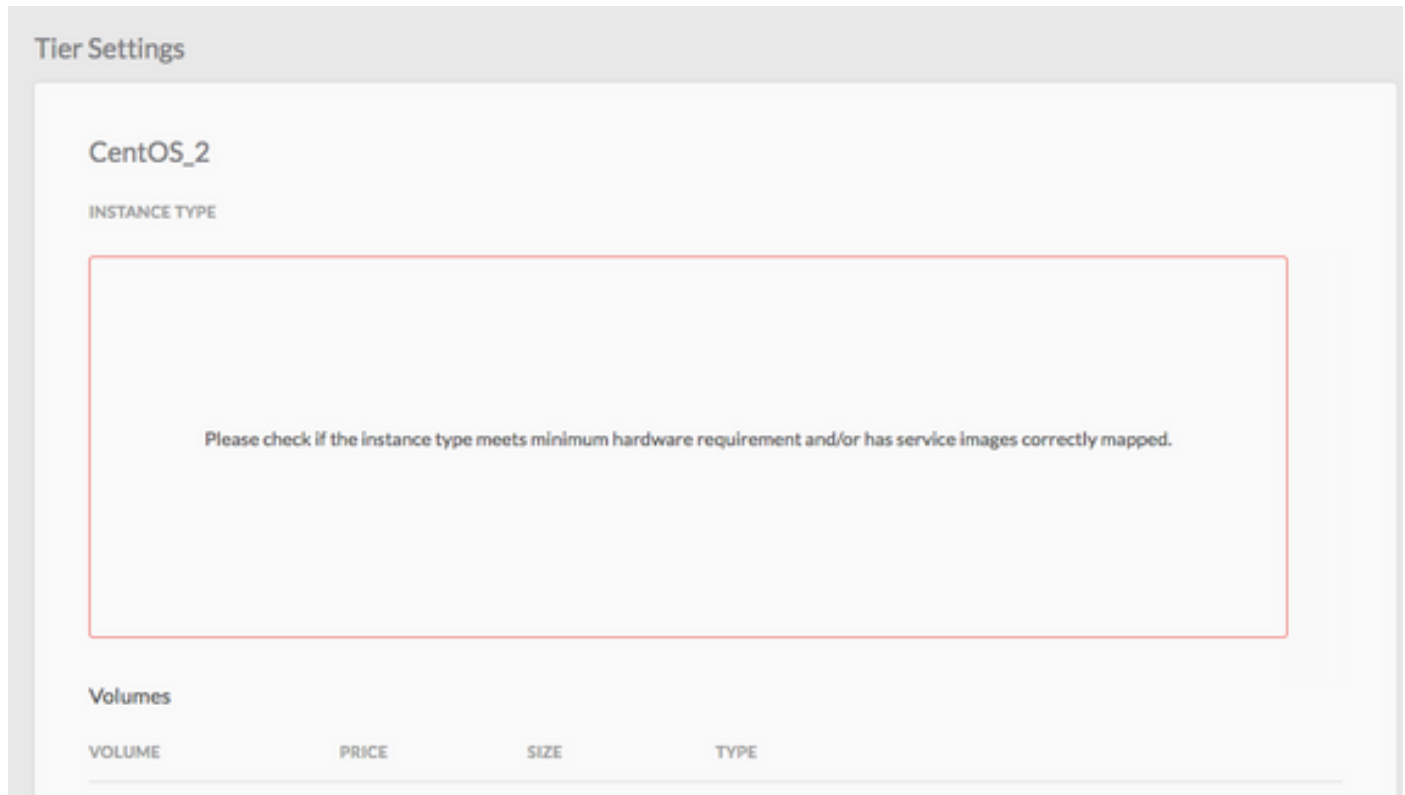 Tier Settings
CentOS_2
INSTANCE TYPE
Please check if the instance type meets minimum hardware requirement and/or has service images correctly mapped.
Volumes
VOLUME PRICE SIZE TYPE